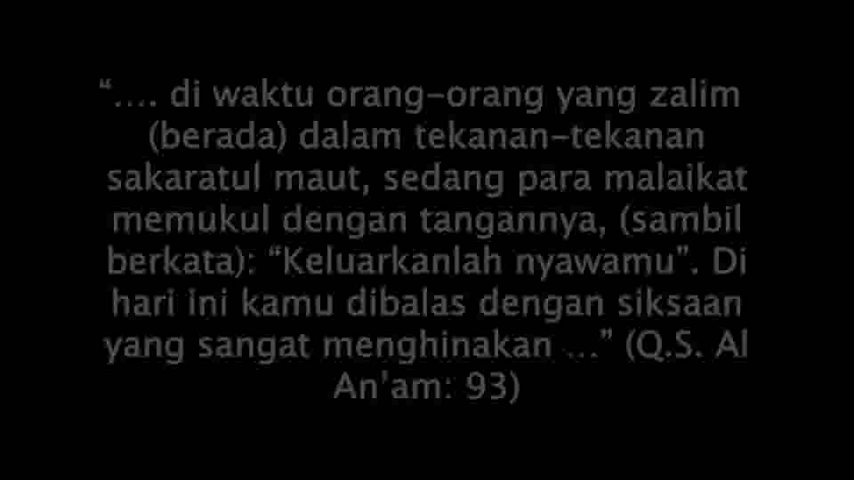 “.... di waktu orang-orang yang zalim
(berada) dalam tekanan-tekanan
sakaratul maut, sedang para malaikat
memukul dengan tangannya, (sambil
berkata): “Keluarkanlah nyawamu”. Di
hari ini kamu dibalas dengan siksaan
yang sangat menghinakan ...” (Q.S. Al
An'am: 93)